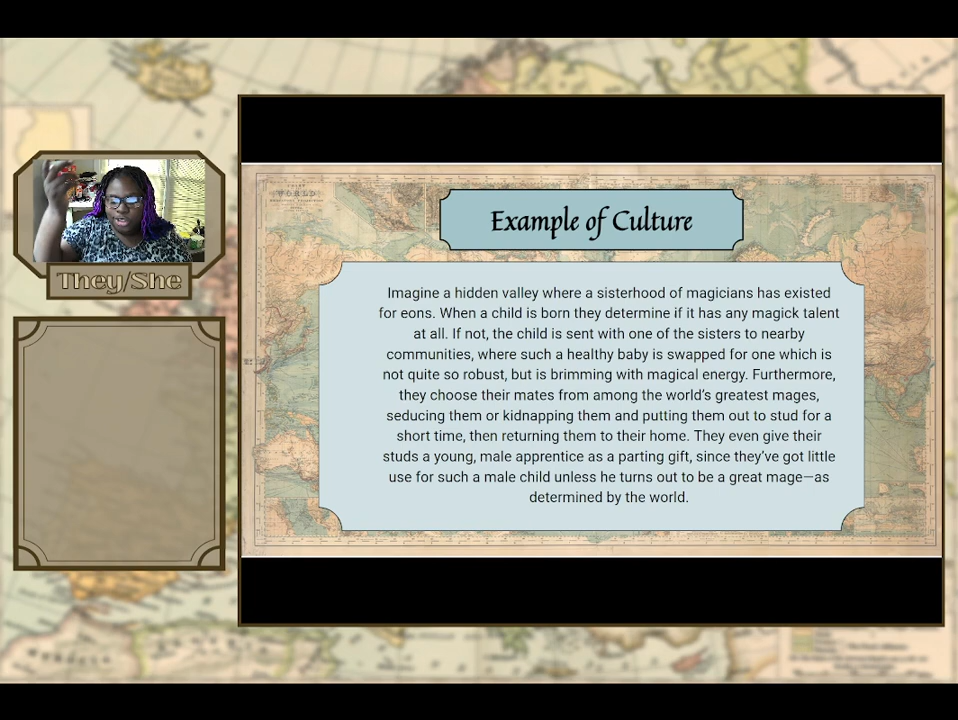 They/She
Example of Culture
Imagine a hidden valley where a sisterhood of magicians has existed
for eons. When a child is born they determine if it has any magick talent
at all. If not, the child is sent with one of the sisters to nearby
communities, where such a healthy baby is swapped for one which is
not quite so robust, but is brimming with magical energy. Furthermore,
they choose their mates from among the world's greatest mages,
seducing them or kidnapping them and putting them out to stud for a
short time, then returning them to their home. They even give their
studs a young, male apprentice as a parting gift, since they've got little
use for such a male child unless he turns out to be a great mage—as
determined by the world.